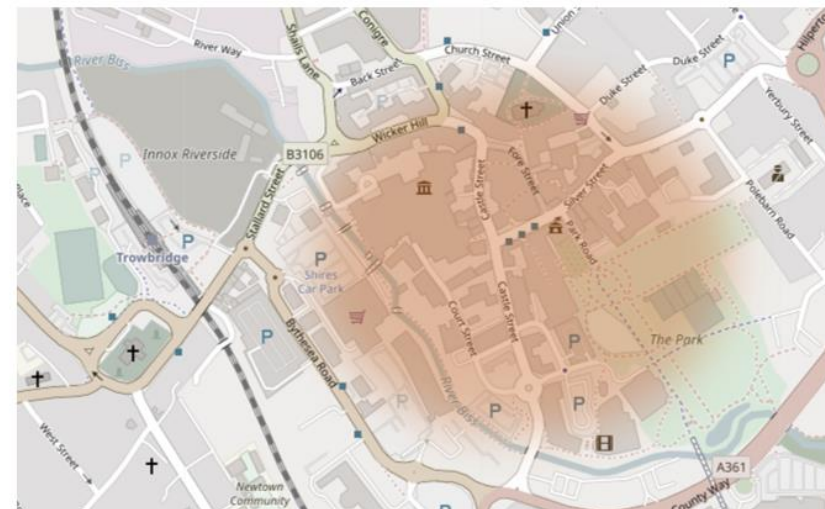 Conigre
Union S
River Way
Shails Lane
Church Street
Duke Street
Hilpert
River Biss
Back Street
Duke Street
P
P
Yerbury Street
Wicker Hill
Innox Riverside
B3106
P
Fore Street
Castle Street
Silver Street
Polebarn Road
Place
Stallard Street
P
Park Road
P
P
Trowbridge
Shires
Car Park
Castle Street
Court Street
P
P
The Park
Bythesea Road
River Biss
P
P
P
P
West Street
A361
Newtown
Community
County Way
P